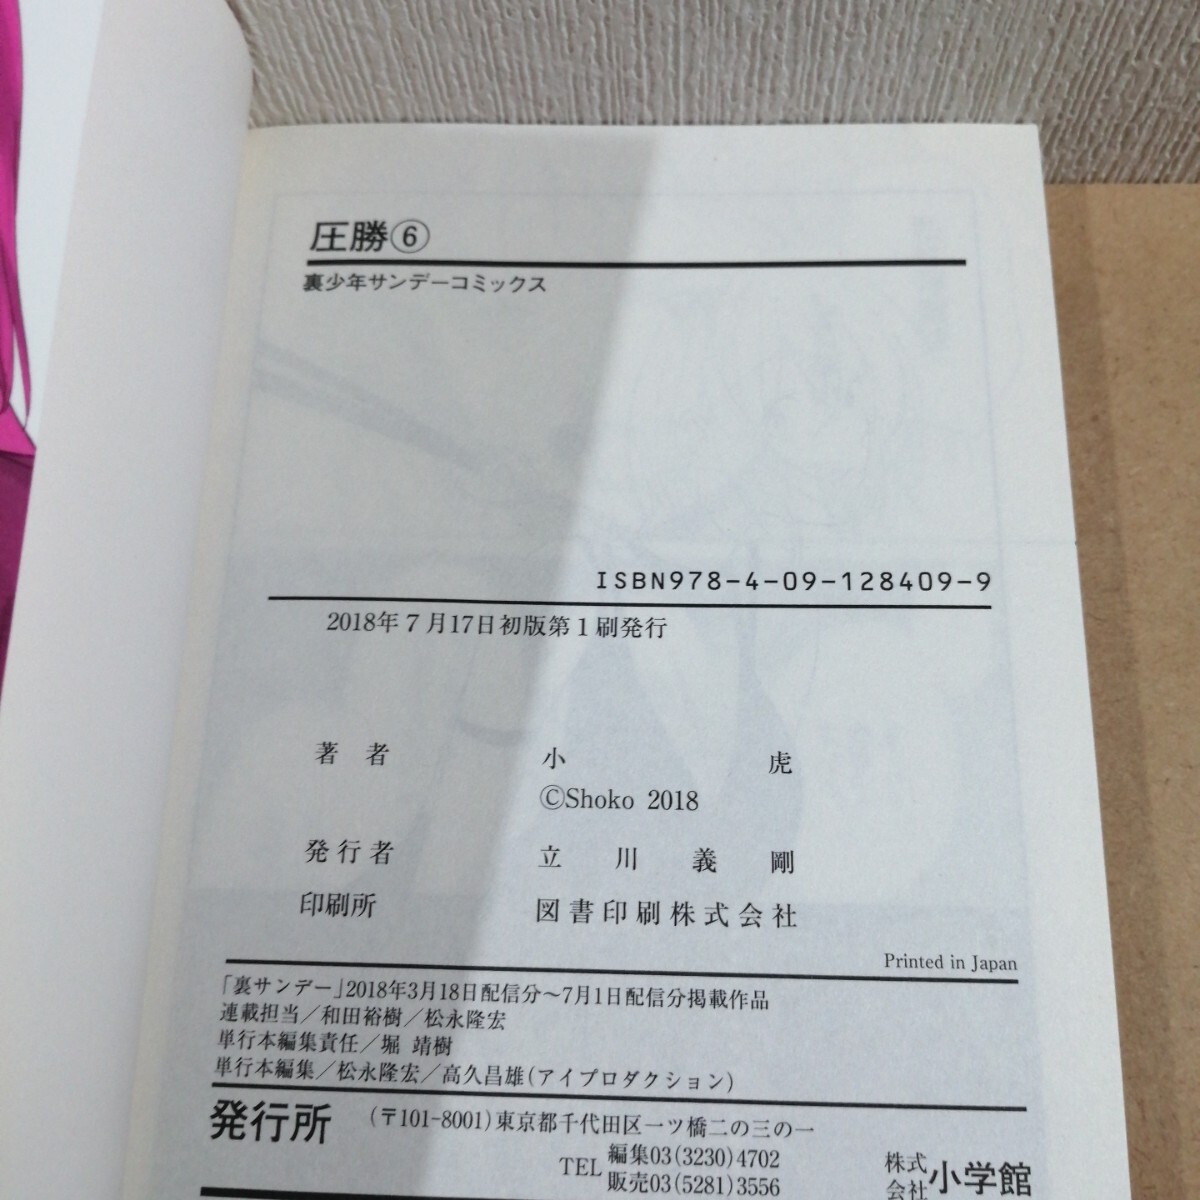 圧勝⑥
裏少年サンデーコミックス
ISBN978-4-09-128409-9
2018年7月17日初版第1刷発行
著者 小虎
©Shoko 2018
発行者 立川義剛
印刷所 図書印刷株式会社
Printed in Japan
「裏サンデー」2018年3月18日配信分～7月1日配信分掲載作品
連載担当／和田裕樹／松永隆宏
単行本編集責任／堀 靖樹
単行本編集／松永隆宏／高久昌雄(アイプロダクション)
発行所 (〒101-8001)東京都千代田区一ツ橋二の三の一
TEL 編集03(3230)4702
販売03(5281)3556
株式会社 小学館